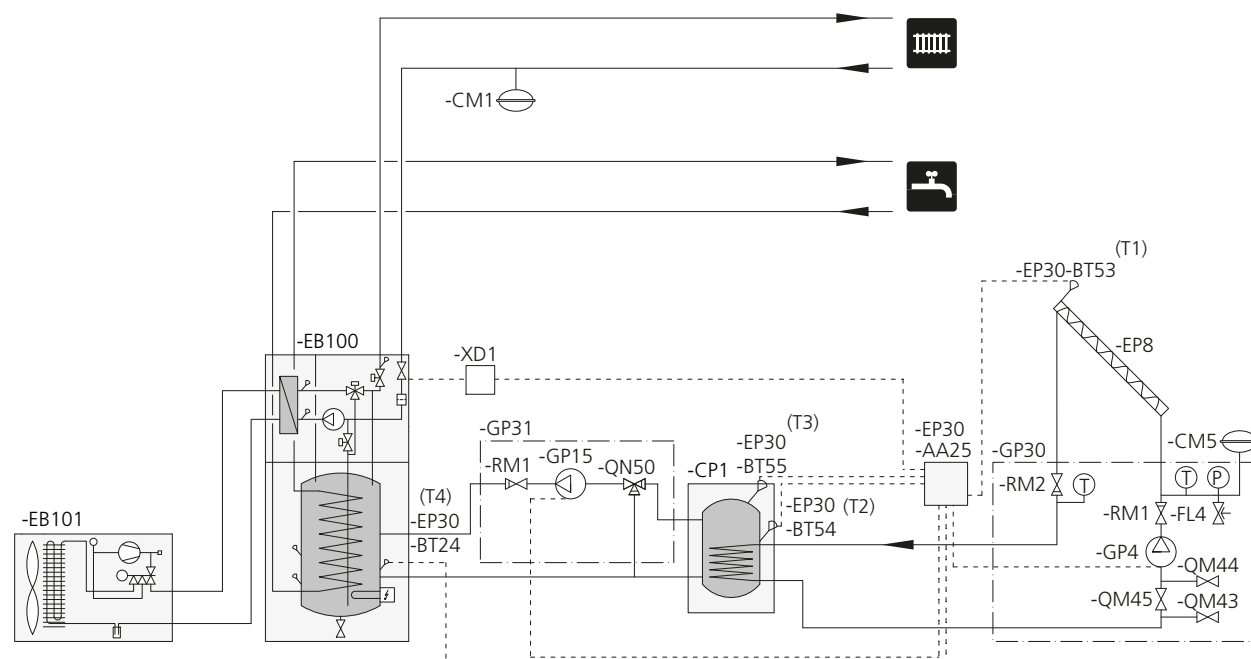 -CM1
(T1)
-EP30-BT53
-EB100
-XD1
-EP8
-GP31
(T3)
-EP30
-BT55
-EP30
-AA25
-CM5
-GP30
-RM1
-GP15
-QN50
-CP1
-RM2
T
T
P
(T4)
-EP30
-BT24
-EP30
(T2)
-BT54
-RM1
-FL4
-EB101
-GP4
-QM44
-QM45
-QM43